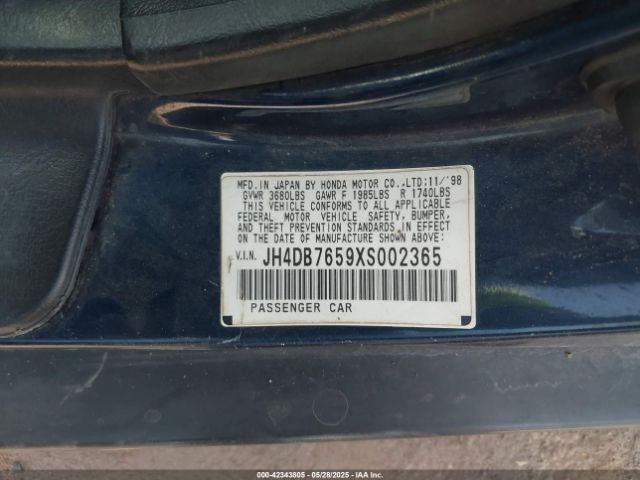 MFD.IN JAPAN BY HONDA MOTOR CO.,LTD;11/'98
GVWR 3680LBS GAWR F 1985LBS R 1740LBS
THIS VEHICLE CONFORMS TO ALL APPLICABLE
FEDERAL MOTOR VEHICLE SAFETY, BUMPER,
AND THEFT PREVENTION STANDARDS IN EFFECT
ON THE DATE OF MANUFACTURE SHOWN ABOVE:
V.I.N. JH4DB7659XS002365
PASSENGER CAR
000-42343805 - 05/28/2025 - Copyright IAA, Inc.